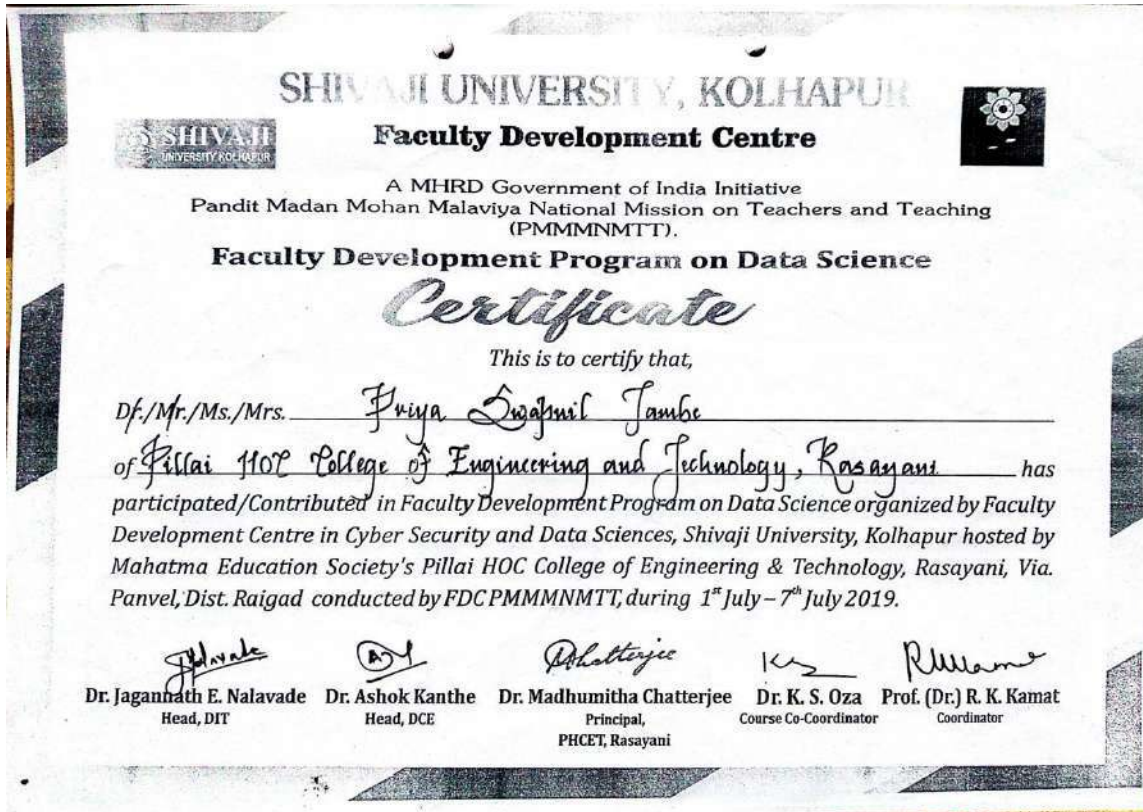 SHIVAJI UNIVERSITY, KOLHAPUR
SHIVAJI
UNIVERSITY KOLHAPUR
Faculty Development Centre
A MHRD Government of India Initiative
Pandit Madan Mohan Malaviya National Mission on Teachers and Teaching
(PMMMNMTT).
Faculty Development Program on Data Science
Certificate
This is to certify that,
Dr./Mr./Ms./Mrs. Priya Swapnil Tambe
of Pillai HOC College of Engineering and Technology, Rasayani has
participated/Contributed in Faculty Development Program on Data Science organized by Faculty
Development Centre in Cyber Security and Data Sciences, Shivaji University, Kolhapur hosted by
Mahatma Education Society's Pillai HOC College of Engineering & Technology, Rasayani, Via.
Panvel, Dist. Raigad conducted by FDC PMMMNMTT, during 1st July – 7th July 2019.
Dr. Jagannath E. Nalavade Dr. Ashok Kanthe Dr. Madhumitha Chatterjee Dr. K. S. Oza Prof. (Dr.) R. K. Kamat
Head, DIT Head, DCE Principal, Course Co-Coordinator Coordinator
PHCET, Rasayani